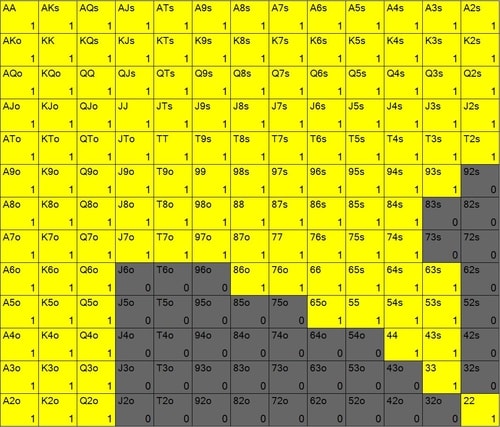 AA AKs AQs AJs ATs A9s A8s A7s A6s A5s A4s A3s A2s
1 1 1 1 1 1 1 1 1 1 1 1 1
AKo KK KQs KJs KTs K9s K8s K7s K6s K5s K4s K3s K2s
1 1 1 1 1 1 1 1 1 1 1 1 1
AQo KQo QQ QJs QTs Q9s Q8s Q7s Q6s Q5s Q4s Q3s Q2s
1 1 1 1 1 1 1 1 1 1 1 1 1
AJo KJo QJo JJ JTs J9s J8s J7s J6s J5s J4s J3s J2s
1 1 1 1 1 1 1 1 1 1 1 1 1
ATo KTo QTo JTo TT T9s T8s T7s T6s T5s T4s T3s T2s
1 1 1 1 1 1 1 1 1 1 1 1 1
A9o K9o Q9o J9o T9o 99 98s 97s 96s 95s 94s 93s 92s
1 1 1 1 1 1 1 1 1 1 1 1 0
A8o K8o Q8o J8o T8o 98o 88 87s 86s 85s 84s 83s 82s
1 1 1 1 1 1 1 1 1 1 1 0 0
A7o K7o Q7o J7o T7o 97o 87o 77 76s 75s 74s 73s 72s
1 1 1 1 1 1 1 1 1 1 1 0 0
A6o K6o Q6o J6o T6o 96o 86o 76o 66 65s 64s 63s 62s
1 1 1 0 0 0 1 1 1 1 1 1 0
A5o K5o Q5o J5o T5o 95o 85o 75o 65o 55 54s 53s 52s
1 1 1 0 0 0 0 0 1 1 1 1 0
A4o K4o Q4o J4o T4o 94o 84o 74o 64o 54o 44 43s 42s
1 1 1 0 0 0 0 0 0 0 1 1 0
A3o K3o Q3o J3o T3o 93o 83o 73o 63o 53o 43o 33 32s
1 1 1 0 0 0 0 0 0 0 0 1 0
A2o K2o Q2o J2o T2o 92o 82o 72o 62o 52o 42o 32o 22
1 1 1 0 0 0 0 0 0 0 0 0 1